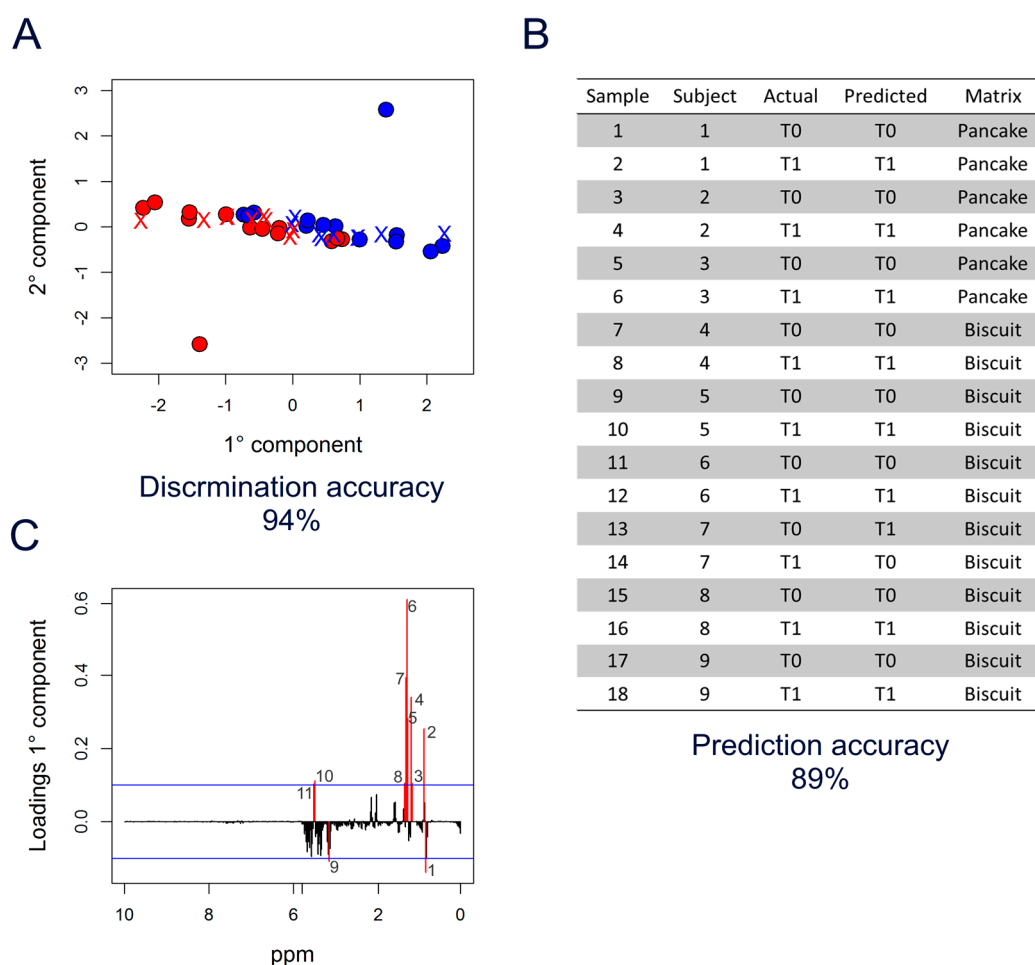 A
3
2
1
0
-1
-2
-3
2° component
-2
-1
0
1
2
1° component
Discrmination accuracy
94%
B
Sample Subject Actual Predicted Matrix
1 1 T0 T0 Pancake
2 1 T1 T1 Pancake
3 2 T0 T0 Pancake
4 2 T1 T1 Pancake
5 3 T0 T0 Pancake
6 3 T1 T1 Pancake
7 4 T0 T0 Biscuit
8 4 T1 T1 Biscuit
9 5 T0 T0 Biscuit
10 5 T1 T1 Biscuit
11 6 T0 T0 Biscuit
12 6 T1 T1 Biscuit
13 7 T0 T1 Biscuit
14 7 T1 T0 Biscuit
15 8 T0 T0 Biscuit
16 8 T1 T1 Biscuit
17 9 T0 T0 Biscuit
18 9 T1 T1 Biscuit
Prediction accuracy
89%
C
0.6
0.4
0.2
0.0
Loadings 1° component
6
7
4
5
2
10
8
3
11
9
1
10 8 6 2 0
ppm